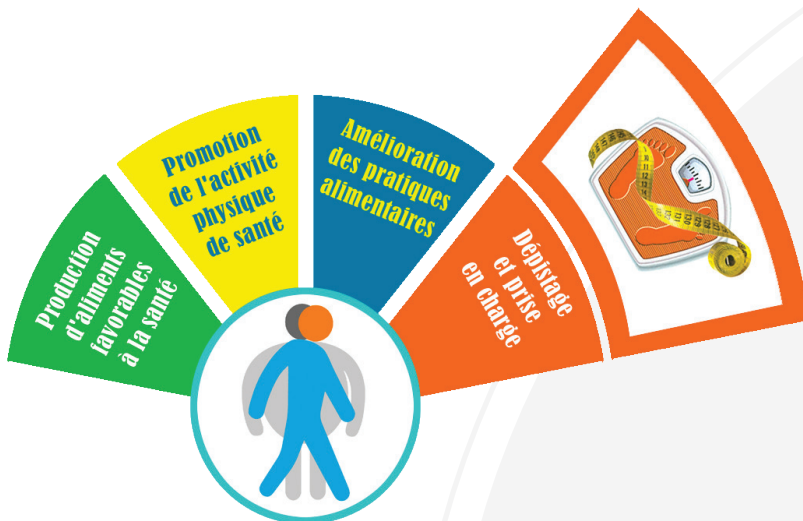 Production
d'aliments
favorables
à la santé
Promotion
de l'activité
physique
de santé
Amélioration
des pratiques
alimentaires
Dépistage
et prise
en charge